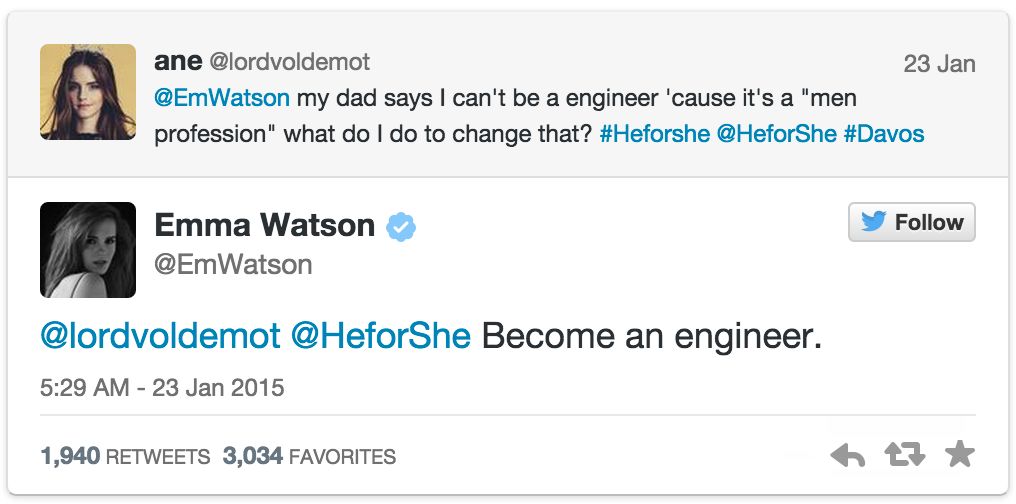 ane @lordvoldemot
23 Jan
@EmWatson my dad says I can't be a engineer 'cause it's a "men
profession" what do I do to change that? #Heforshe @HeforShe #Davos
Emma Watson
Follow
@EmWatson
@lordvoldemot @HeforShe Become an engineer.
5:29 AM - 23 Jan 2015
1,940 RETWEETS 3,034 FAVORITES